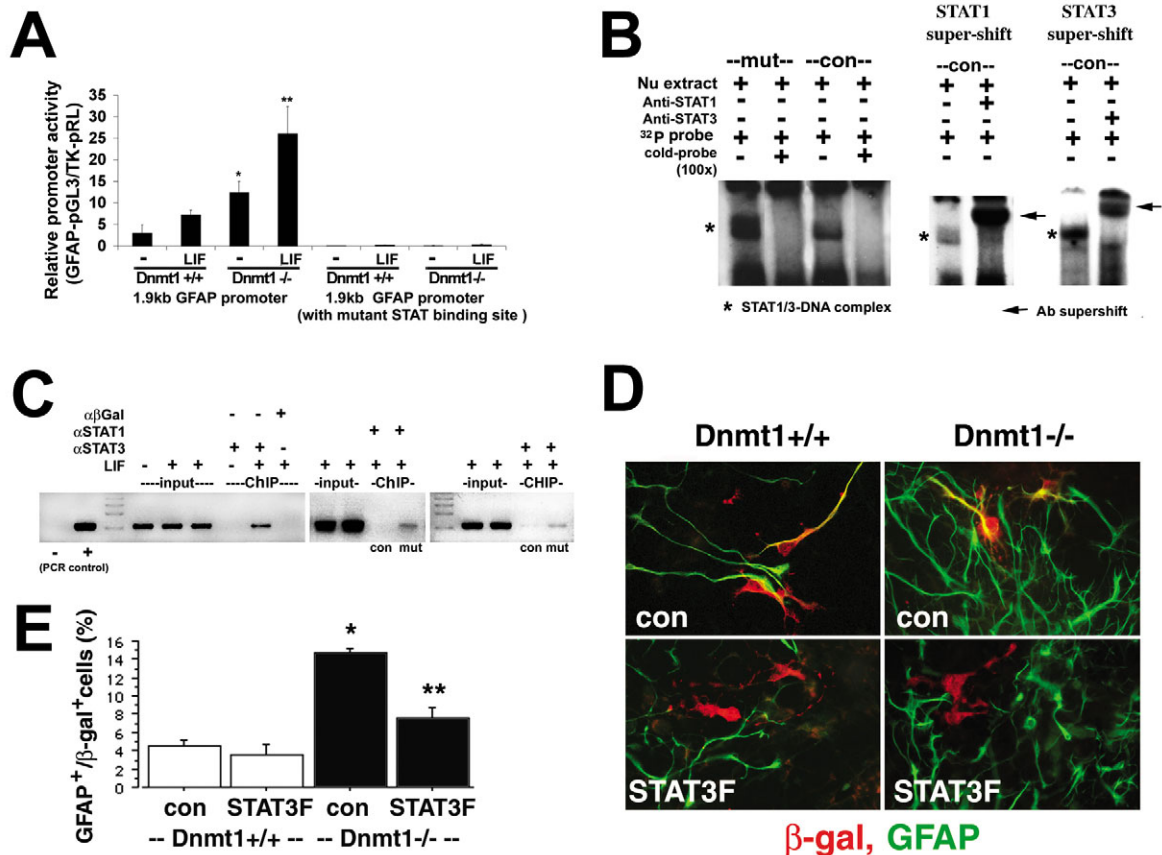 A
Relative promoter activity
(GFAP-pGL3/TK-pRL)
35
30
25
20
15
10
5
0
*
**
- LIF - LIF - LIF - LIF
Dnmt1 +/+ Dnmt1 -/- Dnmt1 +/+ Dnmt1-/-
1.9kb GFAP promoter 1.9kb GFAP promoter
(with mutant STAT binding site )
B
STAT1 super-shift
STAT3 super-shift
--mut-- --con-- --con-- --con--
Nu extract + + + + + + + +
Anti-STAT1 - - - - - + - -
Anti-STAT3 - - - - - - - +
32P probe + + + + + + + +
cold-probe - + - + - - - -
(100x)
*
*
*
* STAT1/3-DNA complex
Ab supershift
C
αβGal - - +
αSTAT1 + +
αSTAT3 + + - + +
LIF - + + - + + + + + + + + + +
----input---- ----ChIP---- -input- -ChIP- -input- -CHIP-
- +
(PCR control)
con mut
con mut
D
Dnmt1+/+ Dnmt1-/-
con
con
STAT3F
STAT3F
β-gal, GFAP
E
GFAP+/β-gal+cells (%)
16
14
12
10
8
6
4
2
0
*
**
con STAT3F con STAT3F
-- Dnmt1+/+ -- -- Dnmt1-/- --